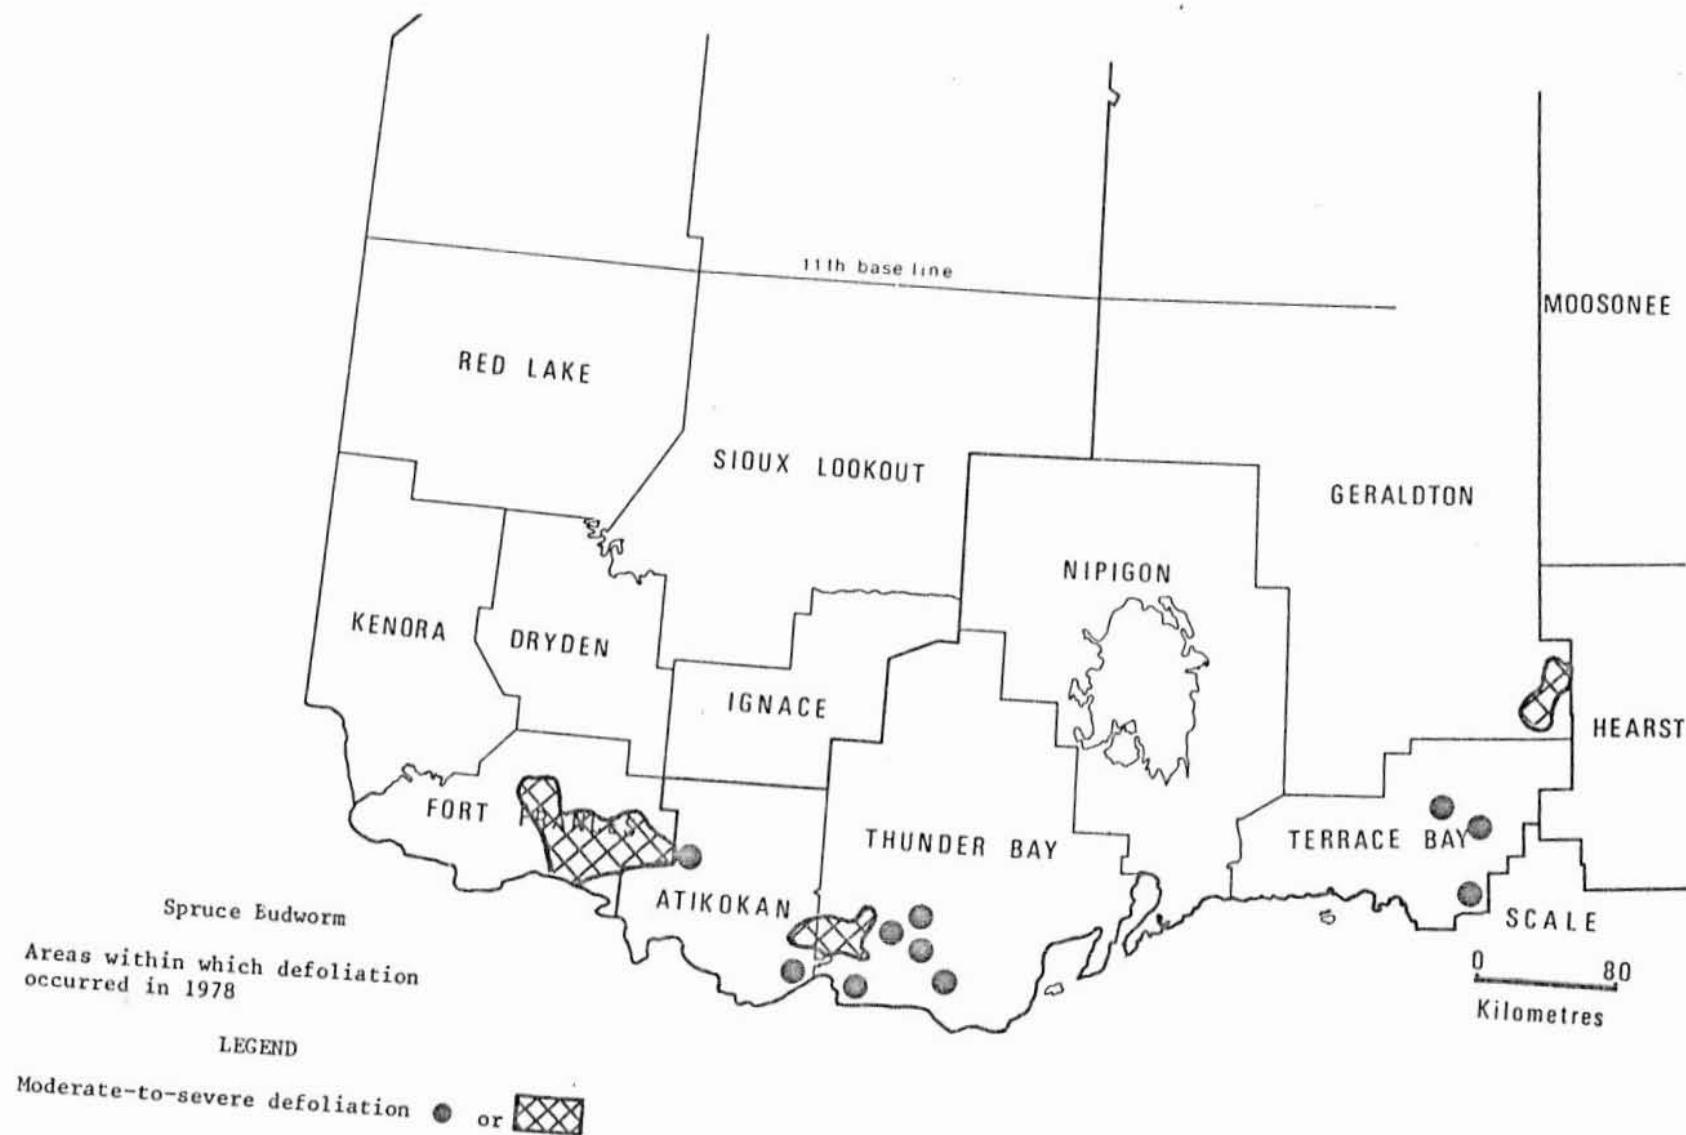 11th base line
MOOSONEE
RED LAKE
SIOUX LOOKOUT
GERALDTON
NIPIGON
KENORA
DRYDEN
IGNACE
HEARST
FORT
THUNDER BAY
TERRACE BAY
ATIKOKAN
Spruce Budworm
Areas within which defoliation
occurred in 1978
SCALE
0 80
Kilometres
LEGEND
Moderate-to-severe defoliation or